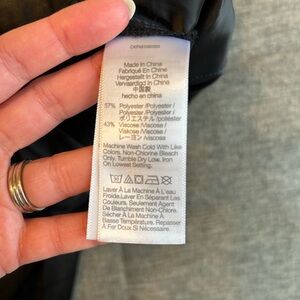 Made in China
Fabriqué En Chine
Hergestellt In China
Vervaardigd In China
中国製
hecho en china
57% Polyester /Polyester/
Polyester /Polyester/
ポリエステル /poliéster
43% Viscose /Viscose/
Viskose /Viscose/
レーヨン /Viscosa
Machine Wash Cold With Like
Colors. Non-Chlorine Bleach
Only, Tumble Dry Low, Iron
On Lowest Setting.
Laver À La Machine À L'eau
Froide.Laver En Séparant Les
Couleurs, Seulement Agent
De Blanchiment Non-Chlore.
Sécher À La Machine À
Basse Température. Repasser
À Fer Doux Si Nécessaire.